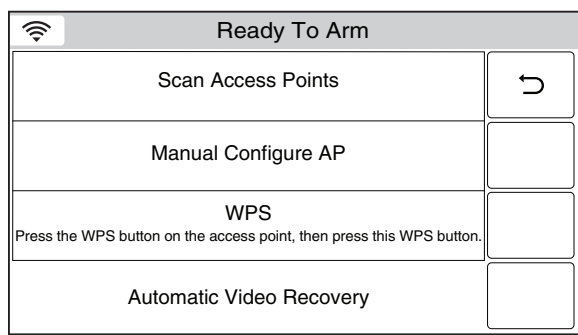 Ready To Arm
Scan Access Points
Manual Configure AP
WPS
Press the WPS button on the access point, then press this WPS button.
Automatic Video Recovery